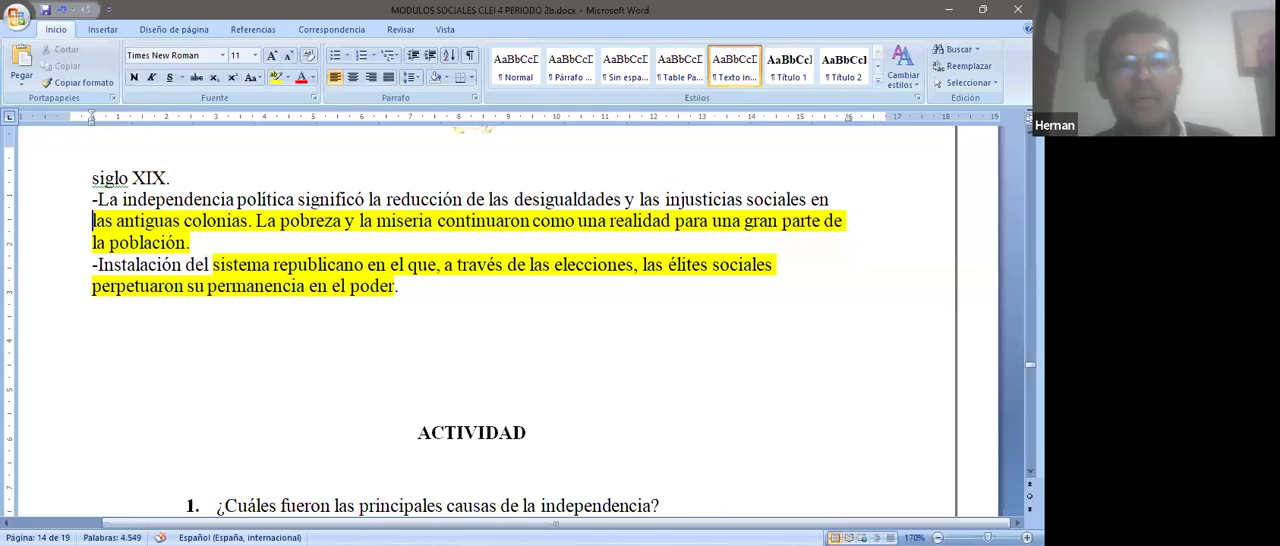 MODULOS SOCIALES CLEI 4 PERIODO 2b.docx - Microsoft Word
Inicio Insertar Diseño de página Referencias Correspondencia Revisar Vista
Pegar
Cortar
Copiar
Copiar formato
Portapapeles
Times New Roman 11
Fuente
Párrafo
AaBbCcI AaBbCcI AaBbCcI AaBbCcI AaBbCcI AaBbCcI AaBbCcI
¶ Normal ¶ Párrafo ... ¶ Sin espa... ¶ Table Pa... ¶ Texto in... ¶ Título 1 ¶ Título 2
Cambiar
estilos
Estilos
Buscar
Reemplazar
Seleccionar
Edición
Hernan
siglo XIX.
-La independencia política significó la reducción de las desigualdades y las injusticias sociales en
las antiguas colonias. La pobreza y la miseria continuaron como una realidad para una gran parte de
la población.
-Instalación del sistema republicano en el que, a través de las elecciones, las élites sociales
perpetuaron su permanencia en el poder.
ACTIVIDAD
1. ¿Cuáles fueron las principales causas de la independencia?
Página: 14 de 19 Palabras: 4.549 Español (España, internacional) 170%